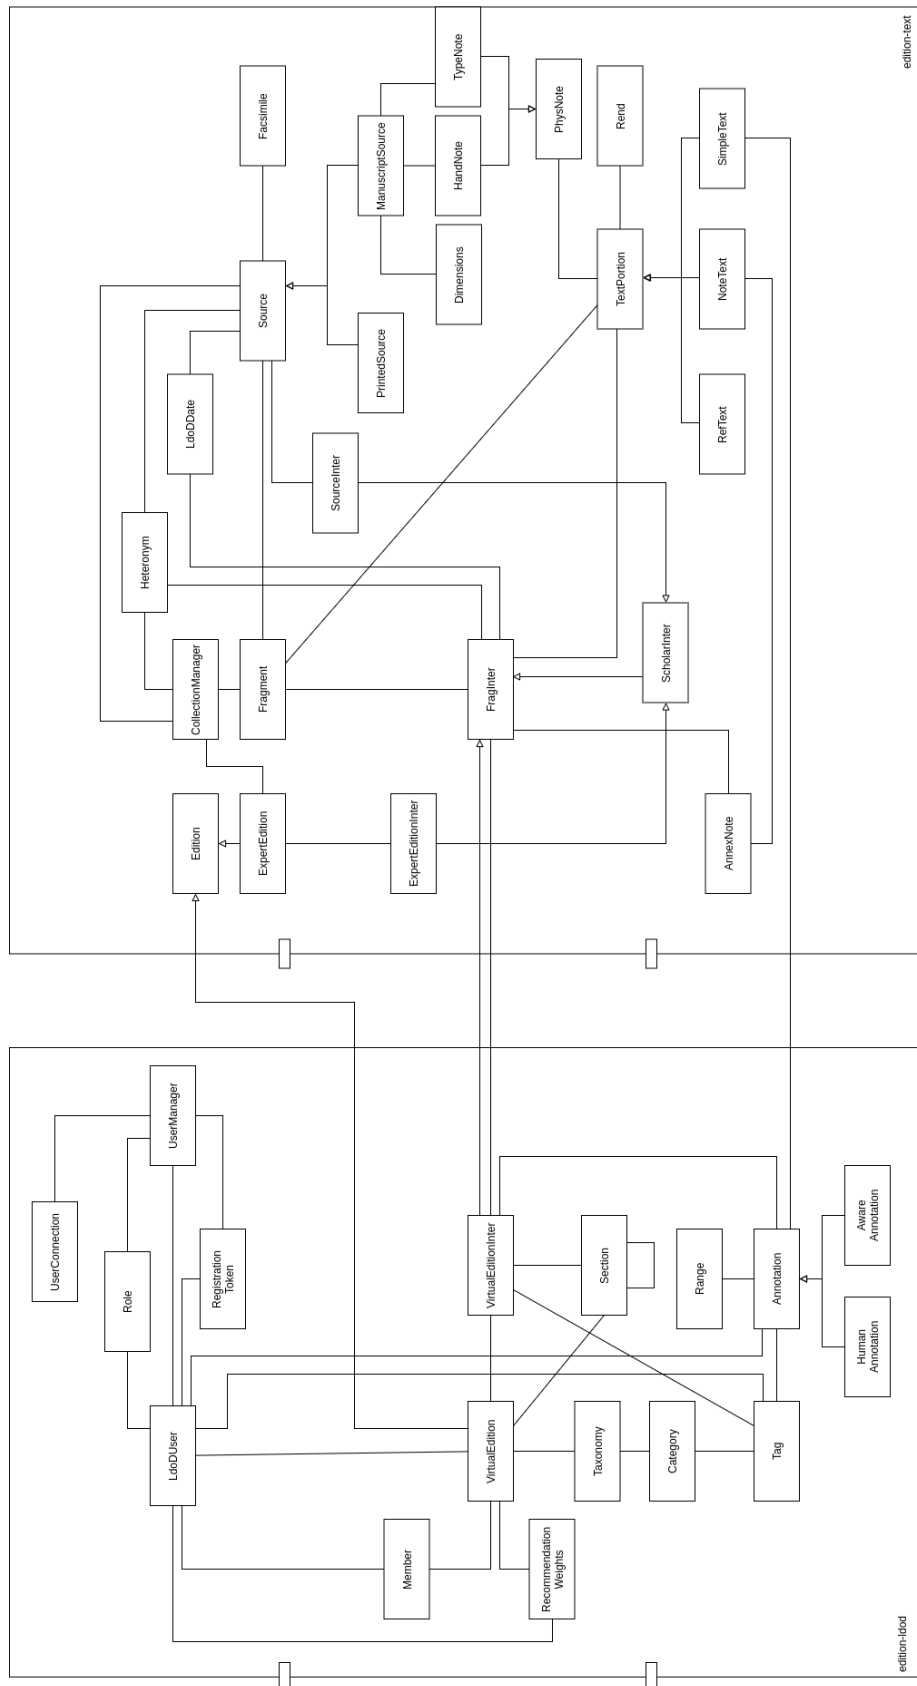 edition-text
TypeNote
Facsimile
PhysNote
Rend
SimpleText
ManuscriptSource
HandNote
Source
Dimensions
TextPortion
NoteText
PrintedSource
LdoDDate
RefText
SourceInter
Heteronym
CollectionManager
Fragment
FragInter
ScholarInter
Edition
ExpertEdition
ExpertEditionInter
AnnexNote
UserManager
UserConnection
Role
Registration
Token
VirtualEditionInter
Section
Range
Annotation
Aware
Annotation
Human
Annotation
LdoDUser
VirtualEdition
Taxonomy
Category
Tag
Member
Recommendation
Weights
edition-ldod